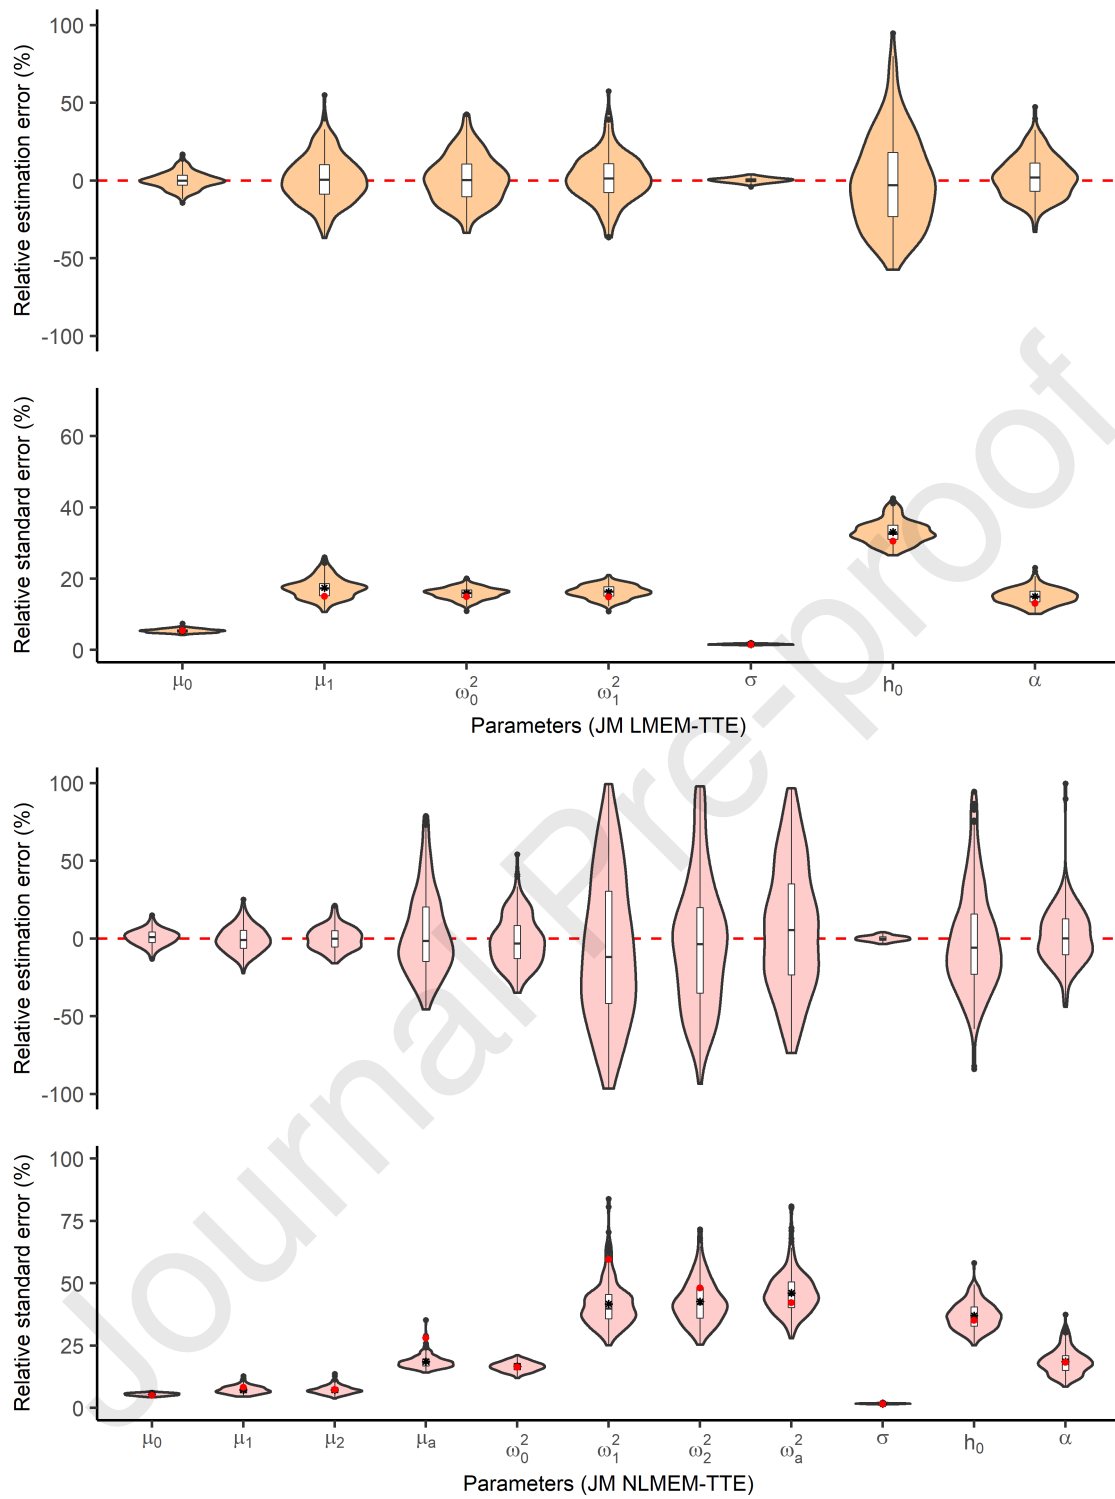 Relative estimation error (%)
100
50
0
-50
-100
Relative standard error (%)
60
40
20
0
μ0 μ1 ω0² ω1² σ h0 α
Parameters (JM LMEM-TTE)
Relative estimation error (%)
100
50
0
-50
-100
Relative standard error (%)
100
75
50
25
0
μ0 μ1 μ2 μa ω0² ω1² ω2² ωa² σ h0 α
Parameters (JM NLMEM-TTE)
Journal Pre-proof